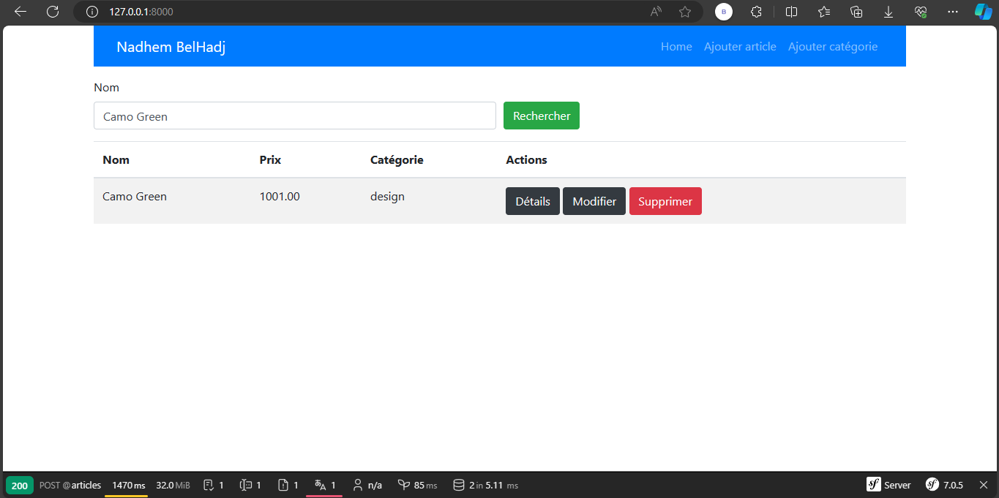 127.0.0.1:8000
B
Nadhem BelHadj Home Ajouter article Ajouter catégorie
Nom
Camo Green Rechercher
Nom Prix Catégorie Actions
Camo Green 1001.00 design Détails Modifier Supprimer
200 POST @articles 1470 ms 32.0 MiB 1 1 1 1 n/a 85 ms 2 in 5.11 ms sf Server sf 7.0.5